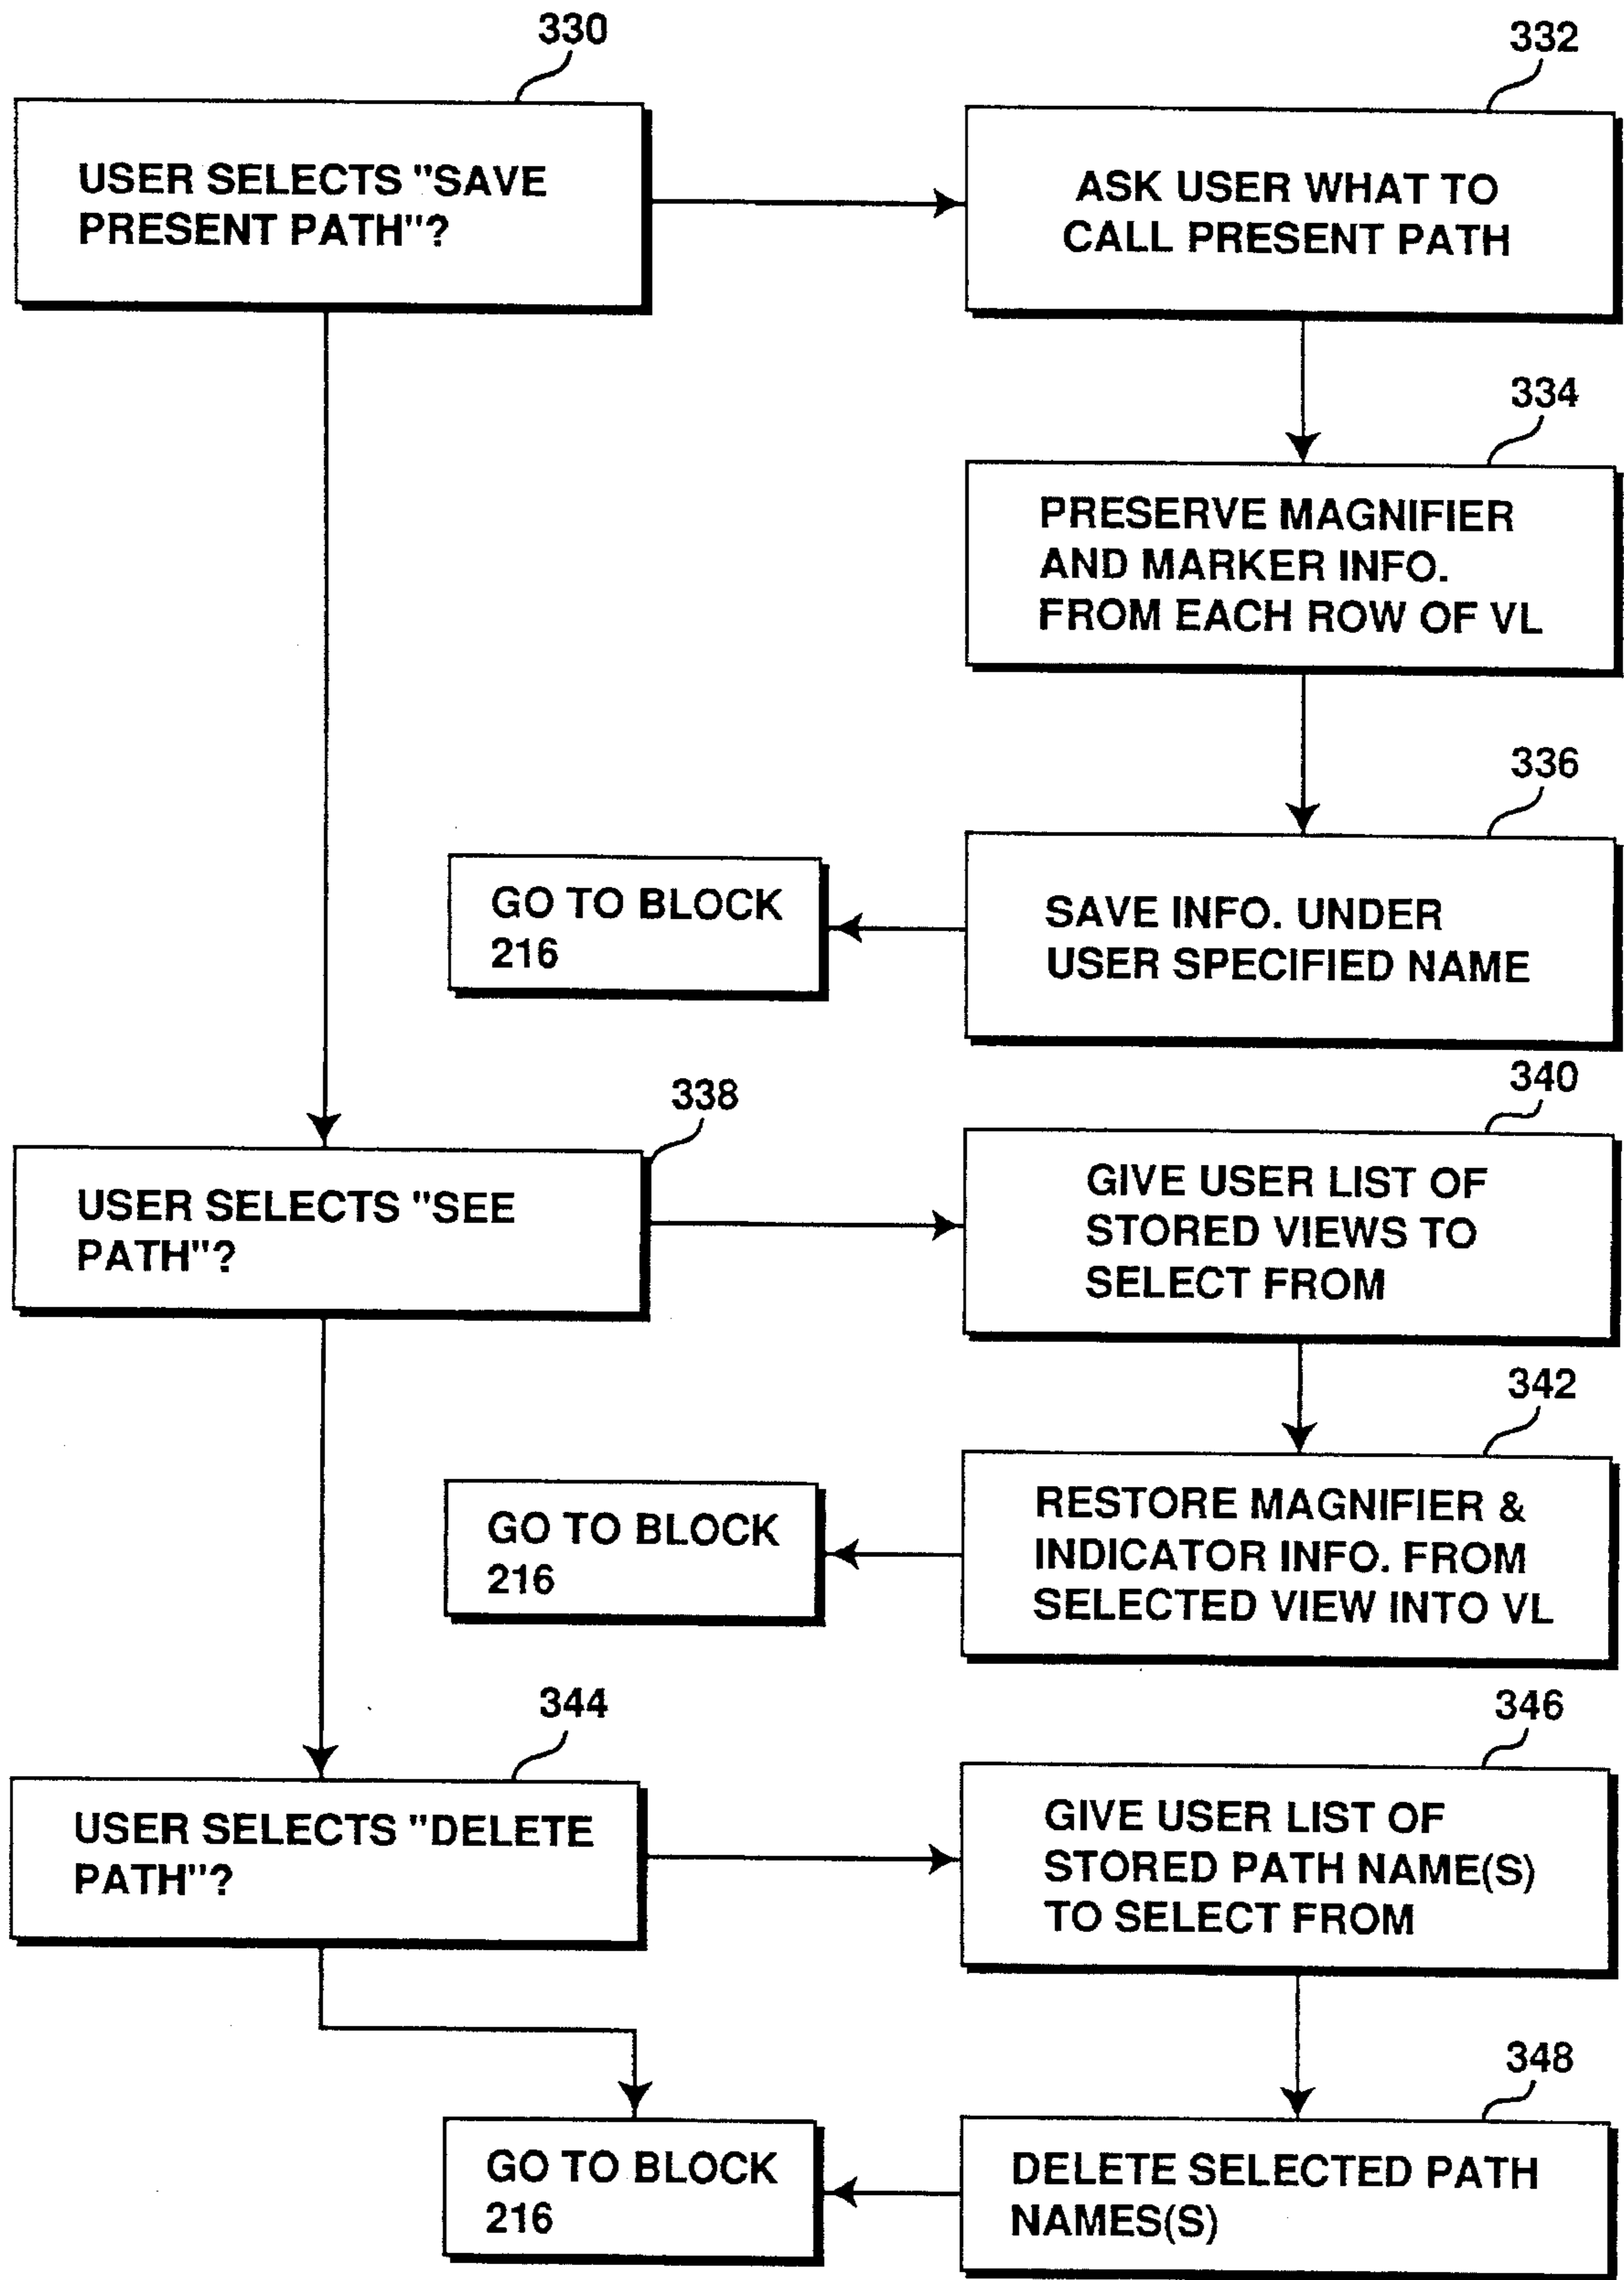 330
USER SELECTS "SAVE
PRESENT PATH"?
332
ASK USER WHAT TO
CALL PRESENT PATH
334
PRESERVE MAGNIFIER
AND MARKER INFO.
FROM EACH ROW OF VL
336
SAVE INFO. UNDER
USER SPECIFIED NAME
GO TO BLOCK
216
338
USER SELECTS "SEE
PATH"?
340
GIVE USER LIST OF
STORED VIEWS TO
SELECT FROM
342
RESTORE MAGNIFIER &
INDICATOR INFO. FROM
SELECTED VIEW INTO VL
GO TO BLOCK
216
344
USER SELECTS "DELETE
PATH"?
346
GIVE USER LIST OF
STORED PATH NAME(S)
TO SELECT FROM
348
DELETE SELECTED PATH
NAMES(S)
GO TO BLOCK
216